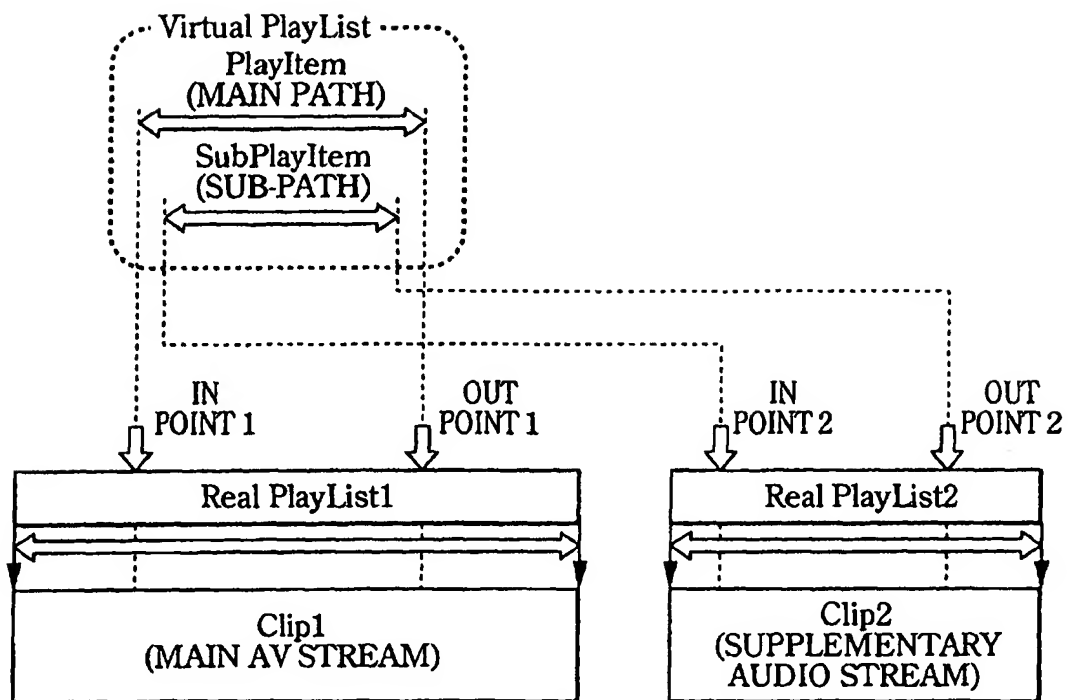 Virtual PlayList
PlayItem
(MAIN PATH)
SubPlayItem
(SUB-PATH)
IN
POINT 1
OUT
POINT 1
IN
POINT 2
OUT
POINT 2
Real PlayList1
Real PlayList2
Clip1
(MAIN AV STREAM)
Clip2
(SUPPLEMENTARY
AUDIO STREAM)